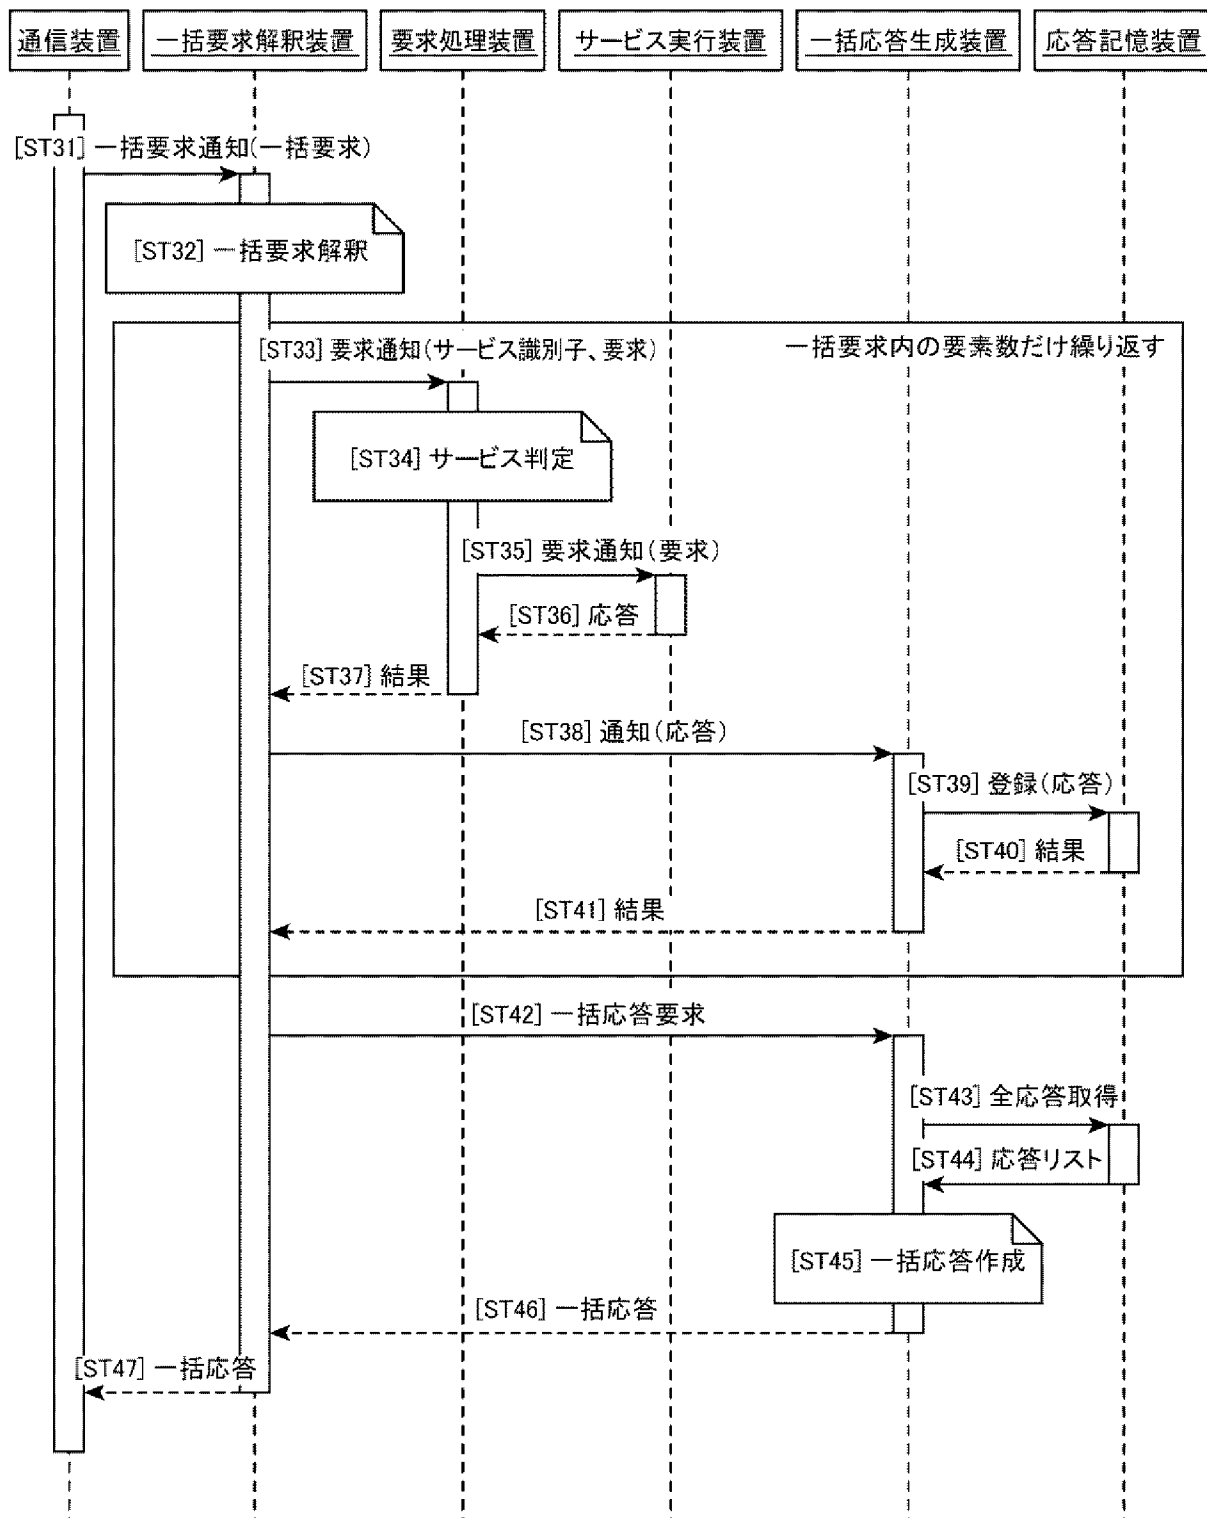 通信装置
一括要求解釈装置
要求処理装置
サービス実行装置
一括応答生成装置
応答記憶装置
[ST31] 一括要求通知(一括要求)
[ST32] 一括要求解釈
[ST33] 要求通知(サービス識別子、要求)
一括要求内の要素数だけ繰り返す
[ST34] サービス判定
[ST35] 要求通知(要求)
[ST36] 応答
[ST37] 結果
[ST38] 通知(応答)
[ST39] 登録(応答)
[ST40] 結果
[ST41] 結果
[ST42] 一括応答要求
[ST43] 全応答取得
[ST44] 応答リスト
[ST45] 一括応答作成
[ST46] 一括応答
[ST47] 一括応答